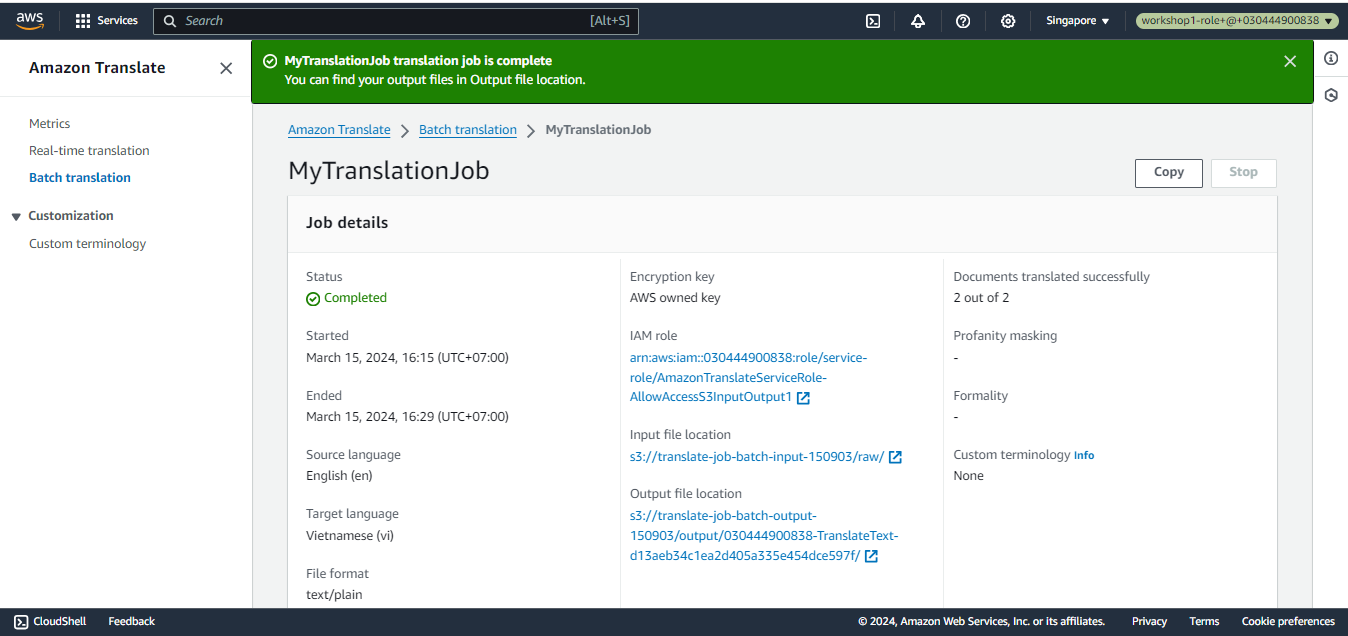 aws
Services
Search
[Alt+S]
Singapore
workshop1-role+@+030444900838
Amazon Translate
Metrics
Real-time translation
Batch translation
Customization
Custom terminology
MyTranslationJob translation job is complete
You can find your output files in Output file location.
Amazon Translate
Batch translation
MyTranslationJob
MyTranslationJob
Copy
Stop
Job details
Status
Completed
Started
March 15, 2024, 16:15 (UTC+07:00)
Ended
March 15, 2024, 16:29 (UTC+07:00)
Source language
English (en)
Target language
Vietnamese (vi)
File format
text/plain
Encryption key
AWS owned key
IAM role
arn:aws:iam::030444900838:role/service-
role/AmazonTranslateServiceRole-
AllowAccessS3InputOutput1
Input file location
s3://translate-job-batch-input-150903/raw/
Output file location
s3://translate-job-batch-output-
150903/output/030444900838-TranslateText-
d13aeb34c1ea2d405a335e454dce597f/
Documents translated successfully
2 out of 2
Profanity masking
-
Formality
-
Custom terminology Info
None
CloudShell
Feedback
© 2024, Amazon Web Services, Inc. or its affiliates.
Privacy
Terms
Cookie preferences